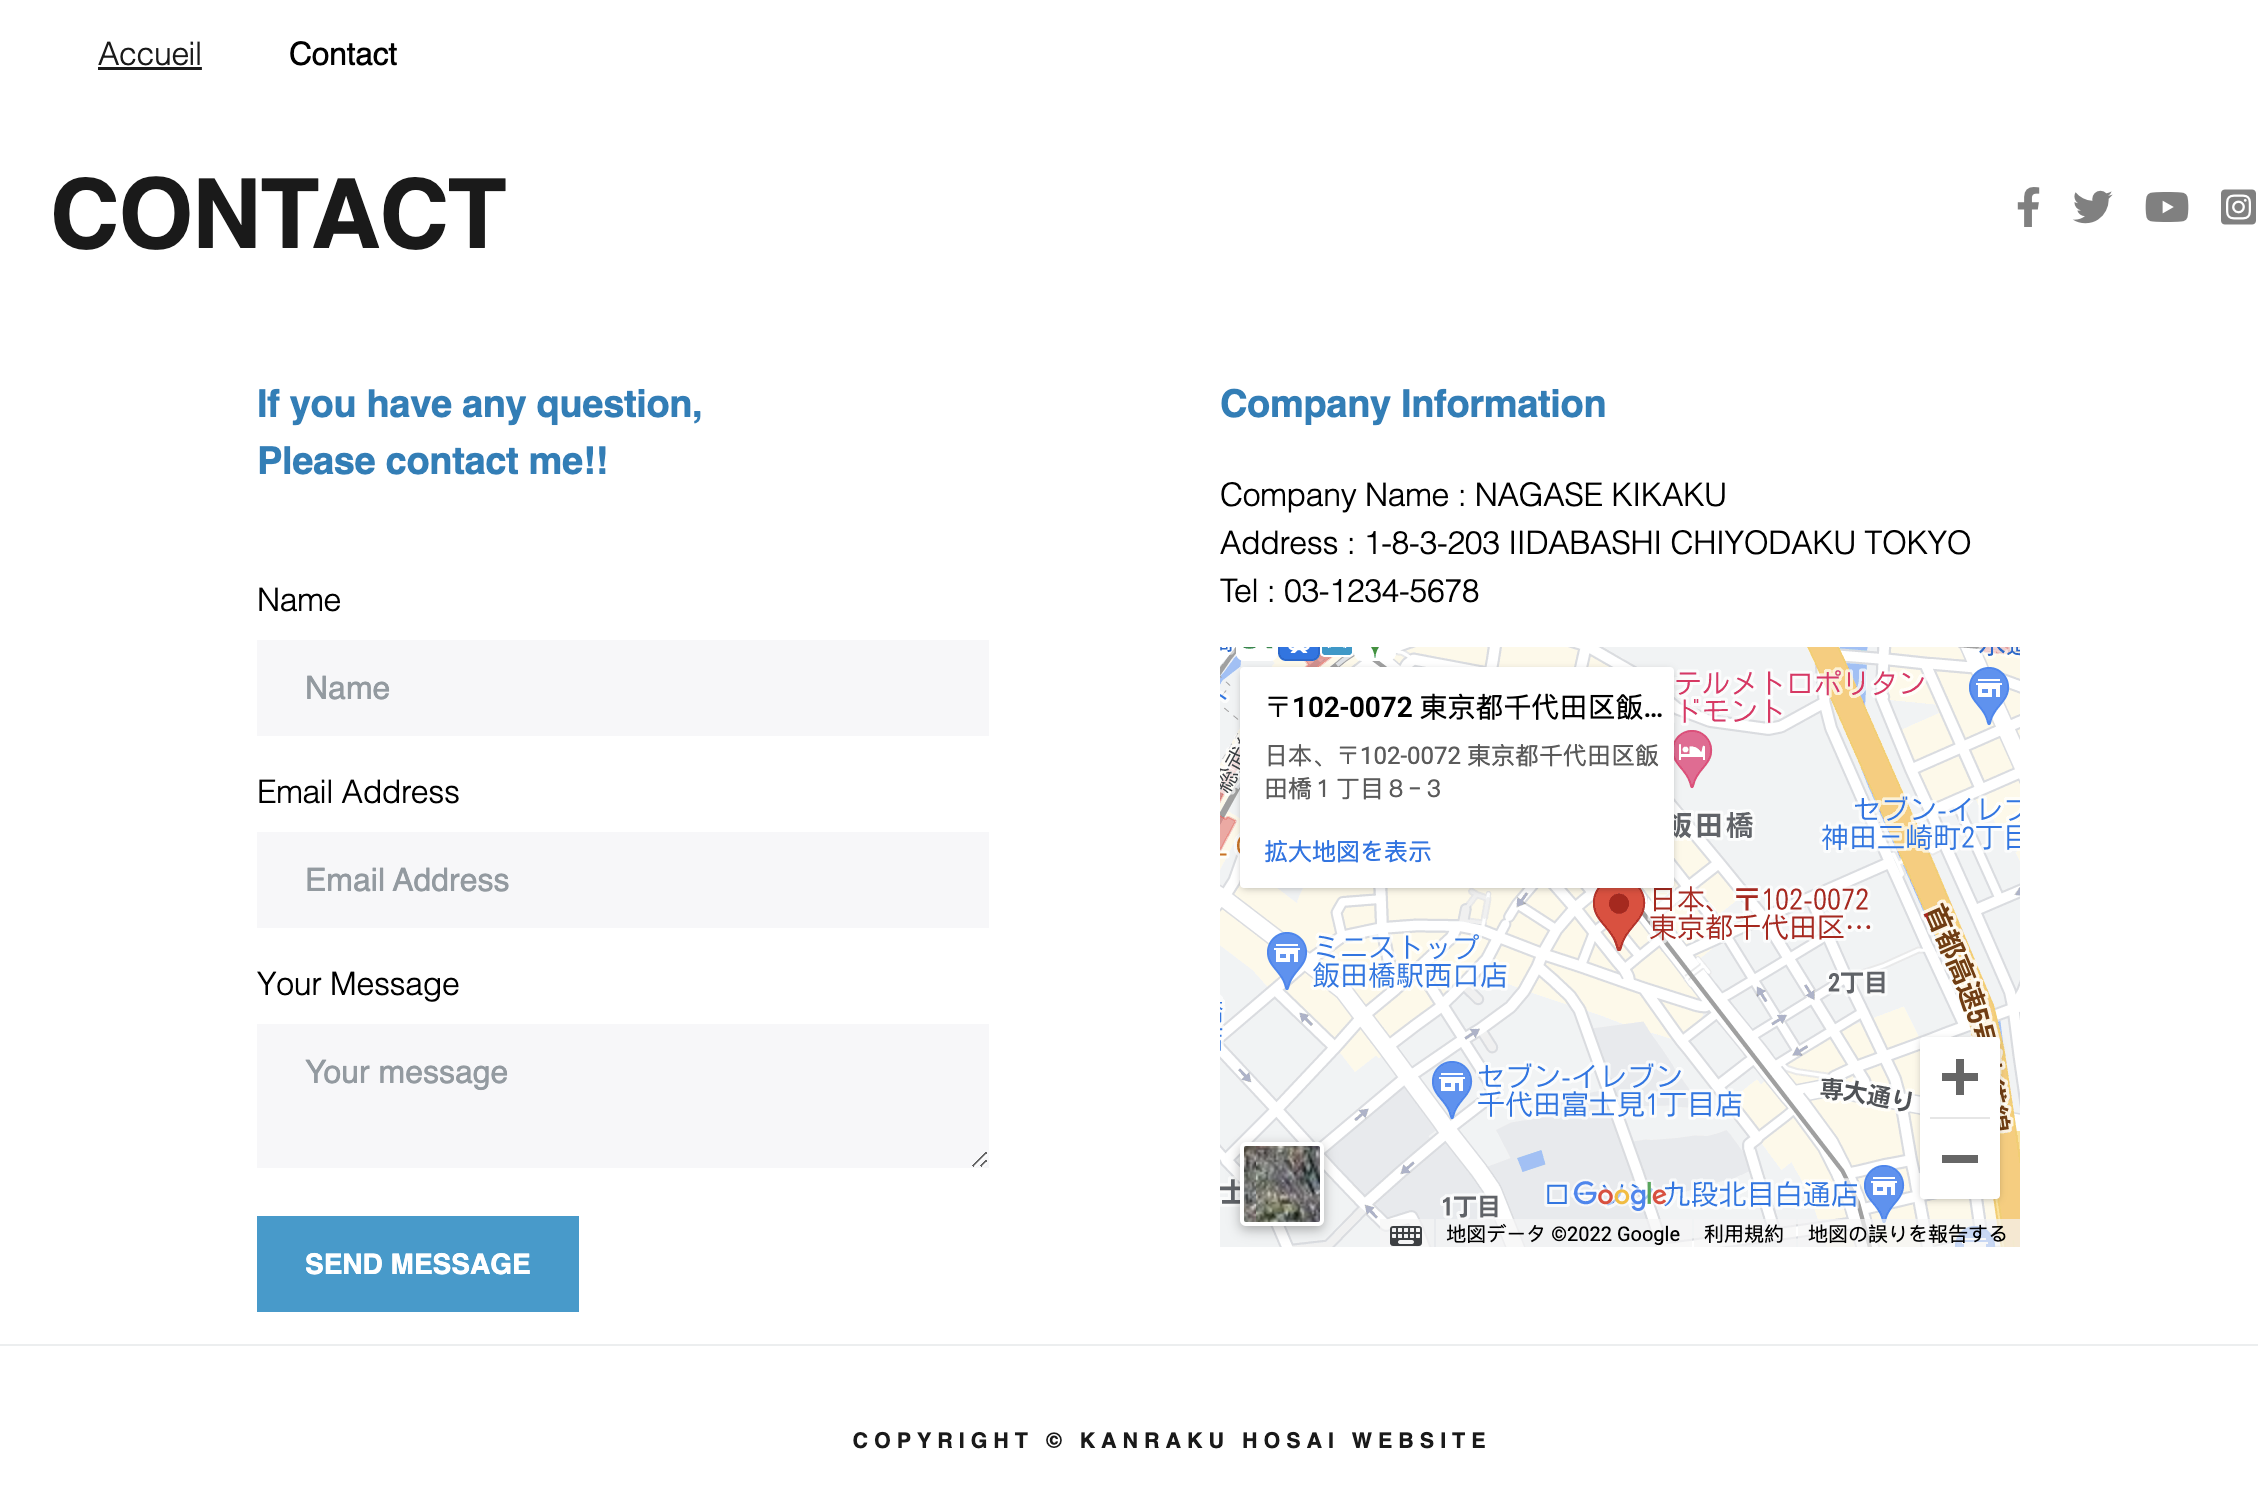 Accueil Contact
CONTACT
If you have any question,
Please contact me!!
Name
Name
Email Address
Email Address
Your Message
Your message
SEND MESSAGE
Company Information
Company Name : NAGASE KIKAKU
Address : 1-8-3-203 IIDABASHI CHIYODAKU TOKYO
Tel : 03-1234-5678
〒102-0072 東京都千代田区飯...
日本、〒102-0072 東京都千代田区飯
田橋１丁目８−３
拡大地図を表示
テルメトロポリタン
ドモント
飯田橋
セブン-イレブ
神田三崎町2丁目
日本、〒102-0072
東京都千代田区…
首都高速5号
ミニストップ
飯田橋駅西口店
2丁目
セブン-イレブン
千代田富士見1丁目店
専大通り
1丁目
Google
九段北目白通店
地図データ ©2022 Google 利用規約 地図の誤りを報告する
COPYRIGHT © KANRAKU HOSAI WEBSITE